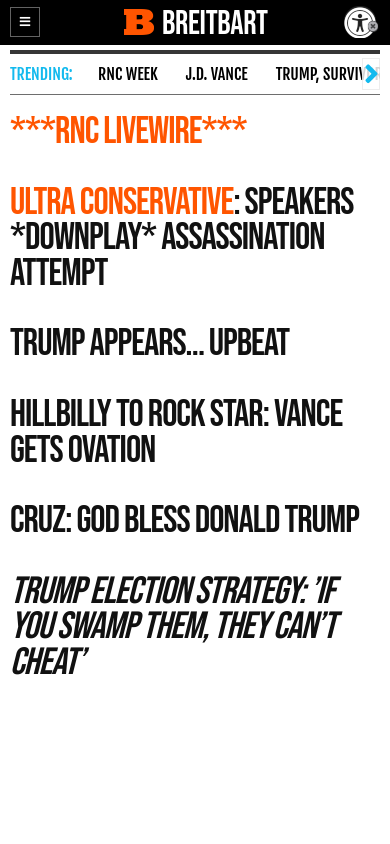 BREITBART
TRENDING: RNC WEEK J.D. VANCE TRUMP,
***RNC LIVEWIRE***
ULTRA CONSERVATIVE: SPEAKERS
*DOWNPLAY* ASSASSINATION
ATTEMPT
TRUMP APPEARS... UPBEAT
HILLBILLY TO ROCK STAR: VANCE
GETS OVATION
CRUZ: GOD BLESS DONALD TRUMP
TRUMP ELECTION STRATEGY: 'IF
YOU SWAMP THEM, THEY CAN'T
CHEAT'